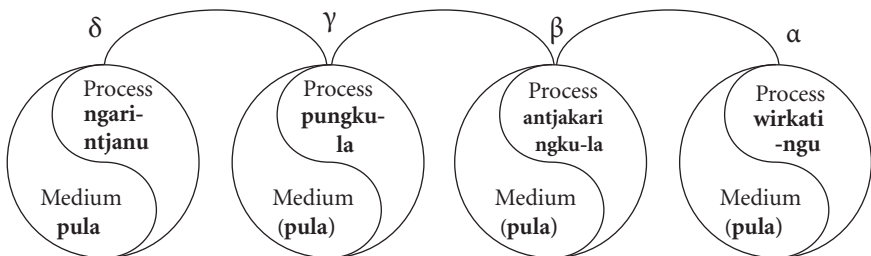 δ γ β α
Process
ngari-
ntjanu
Medium
pula
Process
pungku-
la
Medium
(pula)
Process
antjakari
ngku-la
Medium
(pula)
Process
wirkati
-ngu
Medium
(pula)